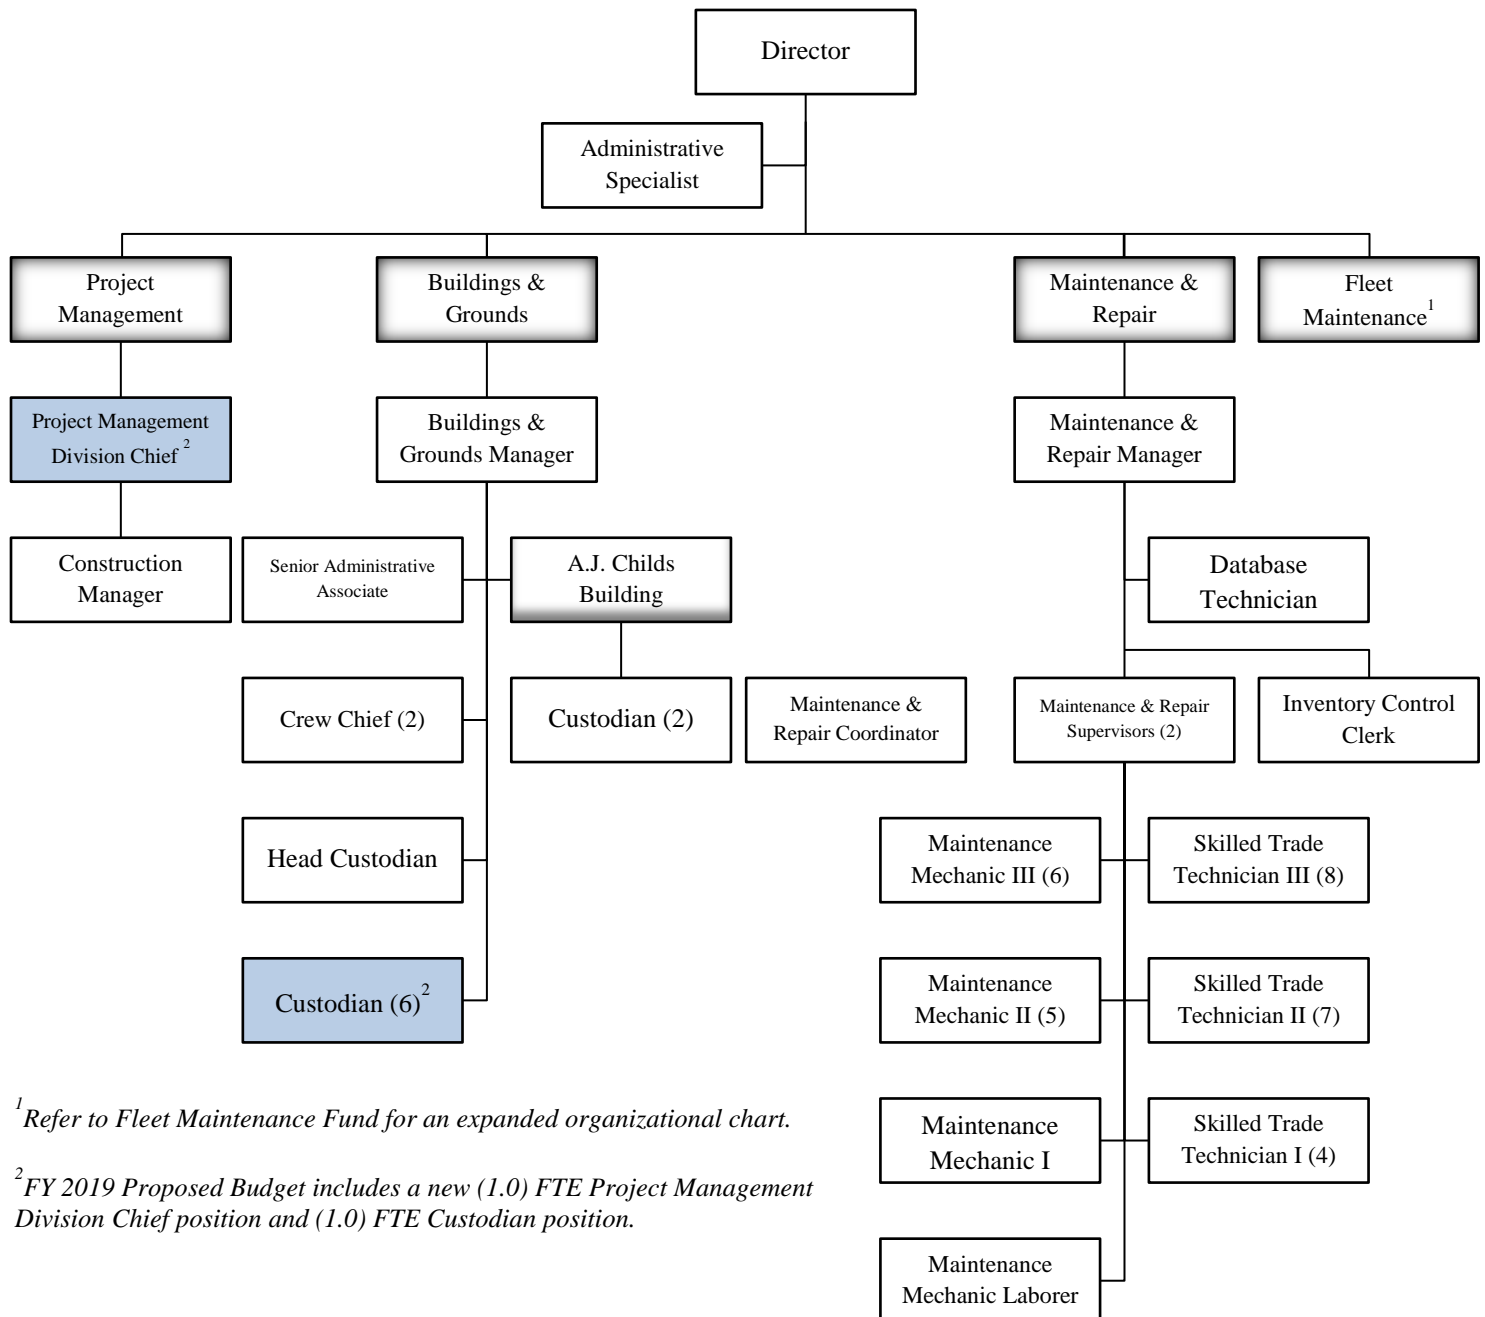 Director
Administrative
Specialist
Project
Management
Buildings &
Grounds
Maintenance &
Repair
Fleet
Maintenance1
Project Management
Division Chief 2
Buildings &
Grounds Manager
Maintenance &
Repair Manager
Construction
Manager
Senior Administrative
Associate
A.J. Childs
Building
Database
Technician
Crew Chief (2)
Custodian (2)
Maintenance &
Repair Coordinator
Maintenance & Repair
Supervisors (2)
Inventory Control
Clerk
Head Custodian
Maintenance
Mechanic III (6)
Skilled Trade
Technician III (8)
Custodian (6)2
Maintenance
Mechanic II (5)
Skilled Trade
Technician II (7)
Maintenance
Mechanic I
Skilled Trade
Technician I (4)
Maintenance
Mechanic Laborer
1Refer to Fleet Maintenance Fund for an expanded organizational chart.
2FY 2019 Proposed Budget includes a new (1.0) FTE Project Management
Division Chief position and (1.0) FTE Custodian position.